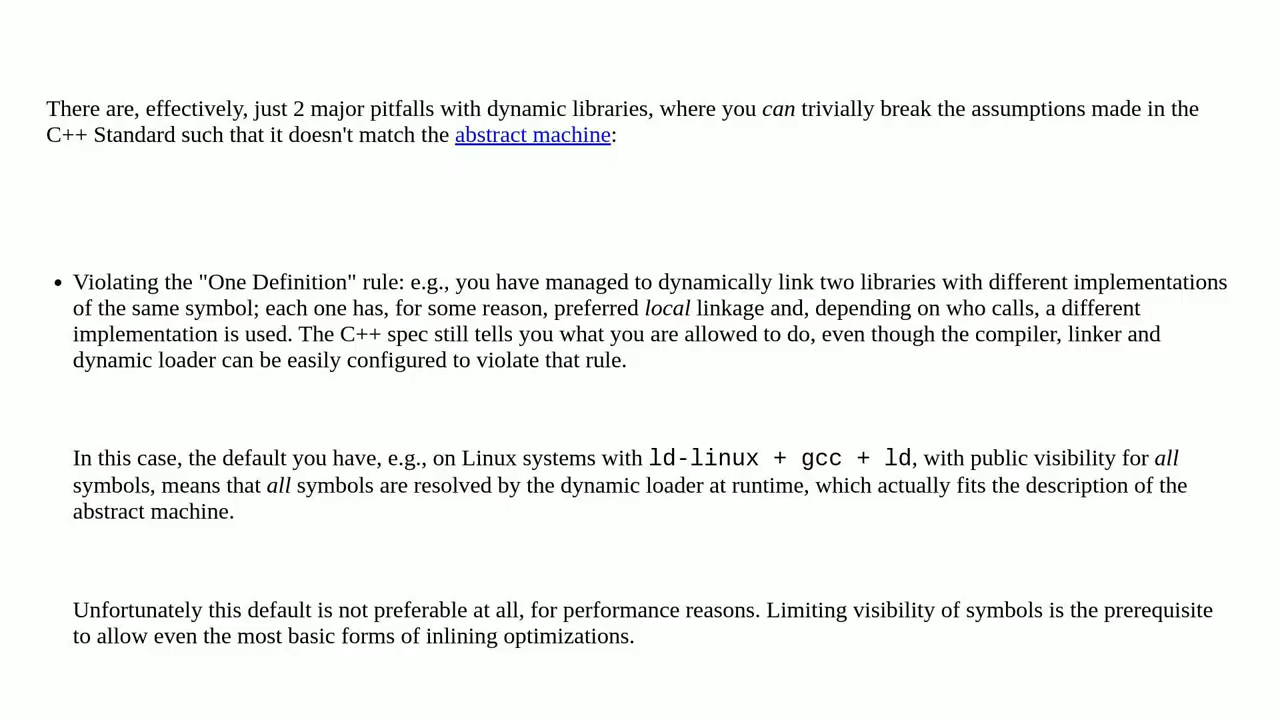 There are, effectively, just 2 major pitfalls with dynamic libraries, where you can trivially break the assumptions made in the
C++ Standard such that it doesn't match the abstract machine:
• Violating the "One Definition" rule: e.g., you have managed to dynamically link two libraries with different implementations
of the same symbol; each one has, for some reason, preferred local linkage and, depending on who calls, a different
implementation is used. The C++ spec still tells you what you are allowed to do, even though the compiler, linker and
dynamic loader can be easily configured to violate that rule.
In this case, the default you have, e.g., on Linux systems with ld-linux + gcc + ld, with public visibility for all
symbols, means that all symbols are resolved by the dynamic loader at runtime, which actually fits the description of the
abstract machine.
Unfortunately this default is not preferable at all, for performance reasons. Limiting visibility of symbols is the prerequisite
to allow even the most basic forms of inlining optimizations.